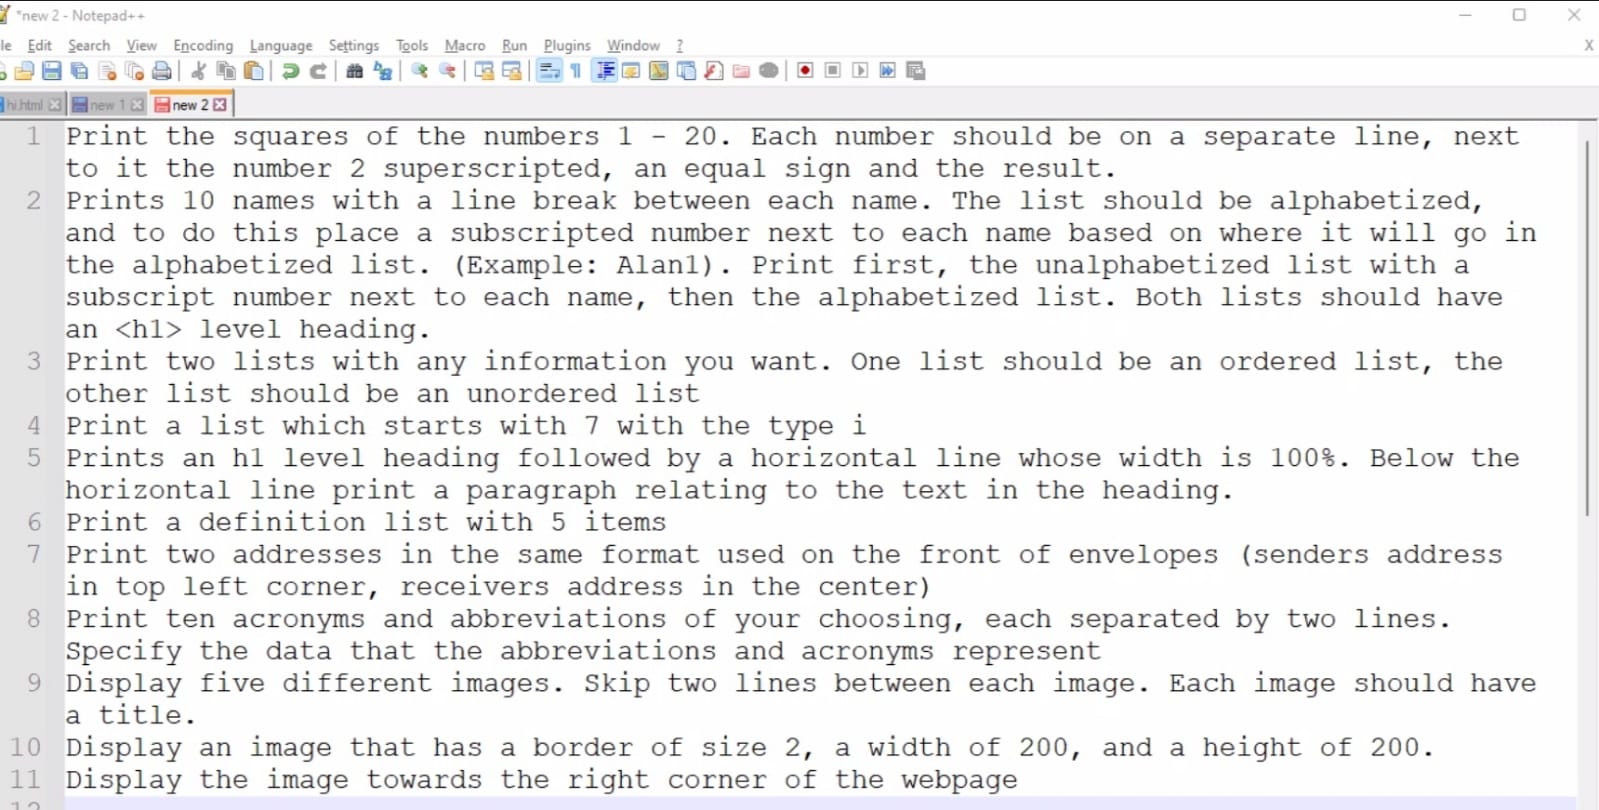 *new 2 - Notepad++
le Edit Search View Encoding Language Settings Tools Macro Run Plugins Window ? X
hi.html new 1 new 2
1 Print the squares of the numbers 1 - 20. Each number should be on a separate line, next
to it the number 2 superscripted, an equal sign and the result.
2 Prints 10 names with a line break between each name. The list should be alphabetized,
and to do this place a subscripted number next to each name based on where it will go in
the alphabetized list. (Example: Alan1). Print first, the unalphabetized list with a
subscript number next to each name, then the alphabetized list. Both lists should have
an <h1> level heading.
3 Print two lists with any information you want. One list should be an ordered list, the
other list should be an unordered list
4 Print a list which starts with 7 with the type i
5 Prints an h1 level heading followed by a horizontal line whose width is 100%. Below the
horizontal line print a paragraph relating to the text in the heading.
6 Print a definition list with 5 items
7 Print two addresses in the same format used on the front of envelopes (senders address
in top left corner, receivers address in the center)
8 Print ten acronyms and abbreviations of your choosing, each separated by two lines.
Specify the data that the abbreviations and acronyms represent
9 Display five different images. Skip two lines between each image. Each image should have
a title.
10 Display an image that has a border of size 2, a width of 200, and a height of 200.
11 Display the image towards the right corner of the webpage
12